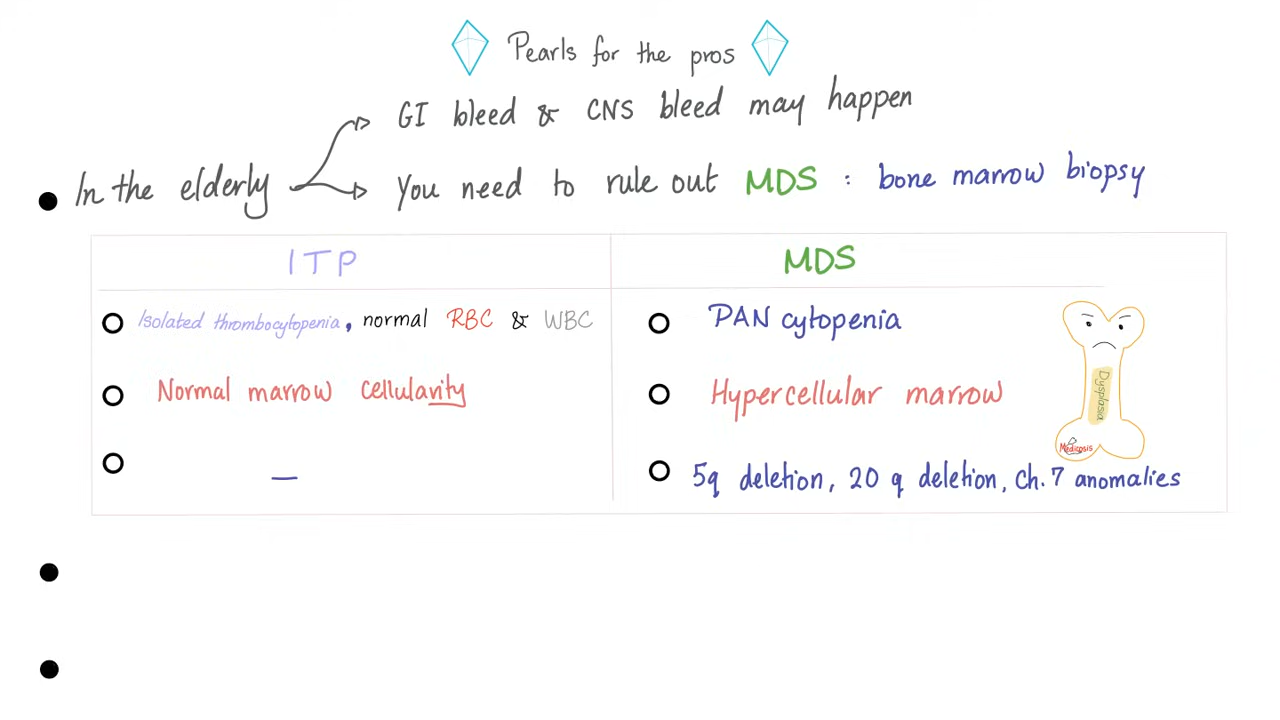 Pearls for the pros
GI bleed & CNS bleed may happen
In the elderly
You need to rule out MDS : bone marrow biopsy
ITP
MDS
Isolated thrombocytopenia, normal RBC & WBC
PAN cytopenia
Normal marrow cellularity
Hypercellular marrow
Dysplasia
Medicosis
—
5q deletion, 20 q deletion, Ch. 7 anomalies